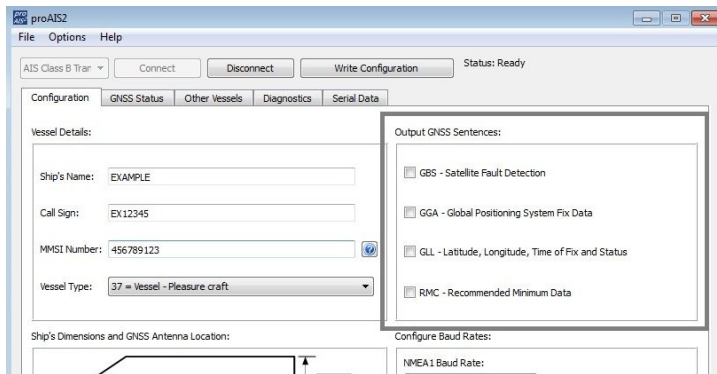 proAIS2
File Options Help
AIS Class B Tran Connect Disconnect Write Configuration Status: Ready
Configuration GNSS Status Other Vessels Diagnostics Serial Data
Vessel Details:
Ship's Name: EXAMPLE
Call Sign: EX12345
MMSI Number: 456789123
Vessel Type: 37 = Vessel - Pleasure craft
Output GNSS Sentences:
GBS - Satellite Fault Detection
GGA - Global Positioning System Fix Data
GLL - Latitude, Longitude, Time of Fix and Status
RMC - Recommended Minimum Data
Ship's Dimensions and GNSS Antenna Location:
Configure Baud Rates:
NMEA1 Baud Rate: